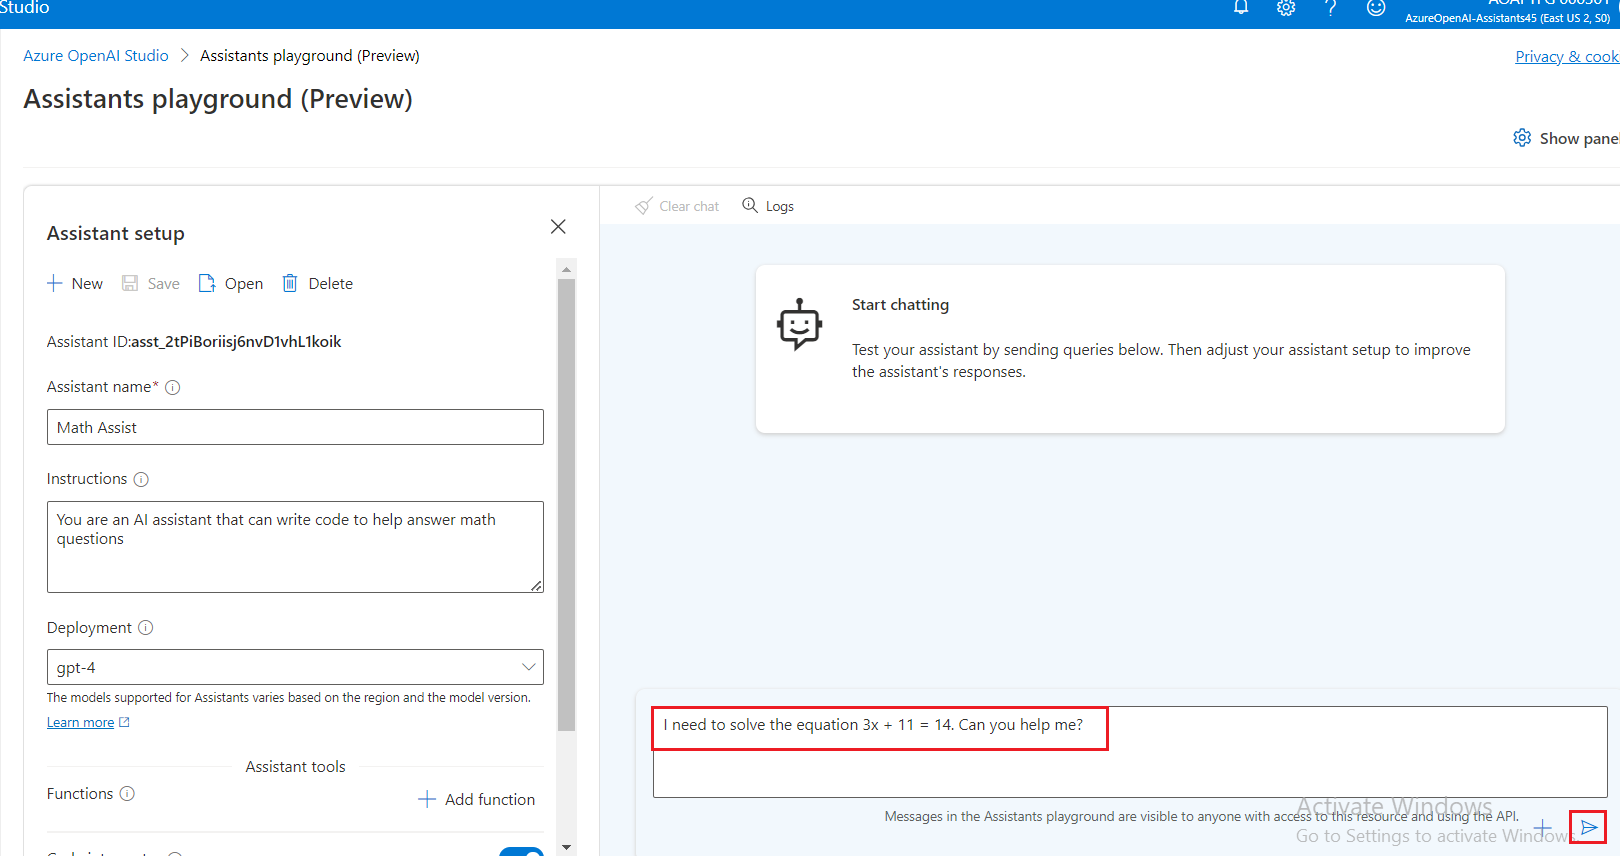 Studio
AzureOpenAI-Assistants45 (East US 2, S0)
Azure OpenAI Studio > Assistants playground (Preview)
Privacy & cook
Assistants playground (Preview)
Show pane
Clear chat Logs
Assistant setup
New Save Open Delete
Start chatting
Test your assistant by sending queries below. Then adjust your assistant setup to improve
the assistant's responses.
Assistant ID:asst_2tPiBoriisj6nvD1vhL1koik
Assistant name*
Math Assist
Instructions
You are an AI assistant that can write code to help answer math
questions
Deployment
gpt-4
The models supported for Assistants varies based on the region and the model version.
Learn more
Assistant tools
Functions
Add function
I need to solve the equation 3x + 11 = 14. Can you help me?
Messages in the Assistants playground are visible to anyone with access to this resource and using the API.
Activate Windows
Go to Settings to activate Windows.